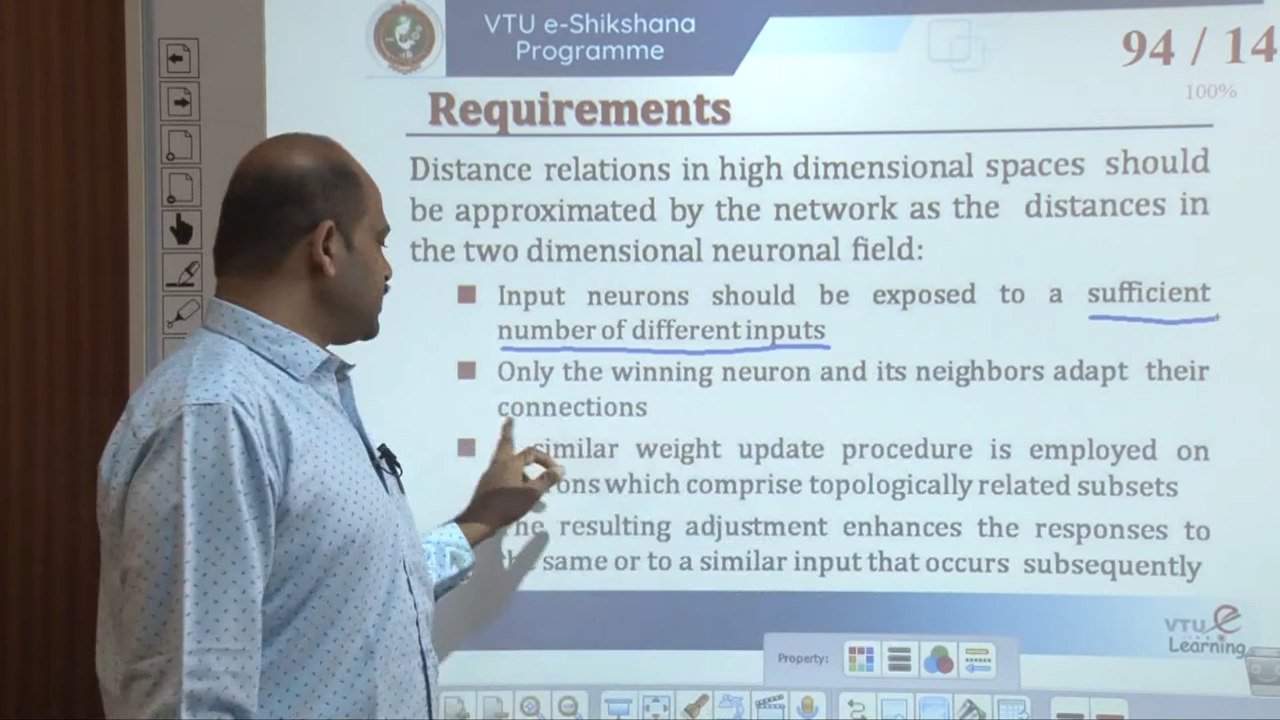 VTU e-Shikshana
Programme
94 / 14
100%
Requirements
Distance relations in high dimensional spaces should
be approximated by the network as the distances in
the two dimensional neuronal field:
Input neurons should be exposed to a sufficient
number of different inputs
Only the winning neuron and its neighbors adapt their
connections
similar weight update procedure is employed on
which comprise topologically related subsets
resulting adjustment enhances the responses to
same or to a similar input that occurs subsequently
VTU e
Learning
Property: